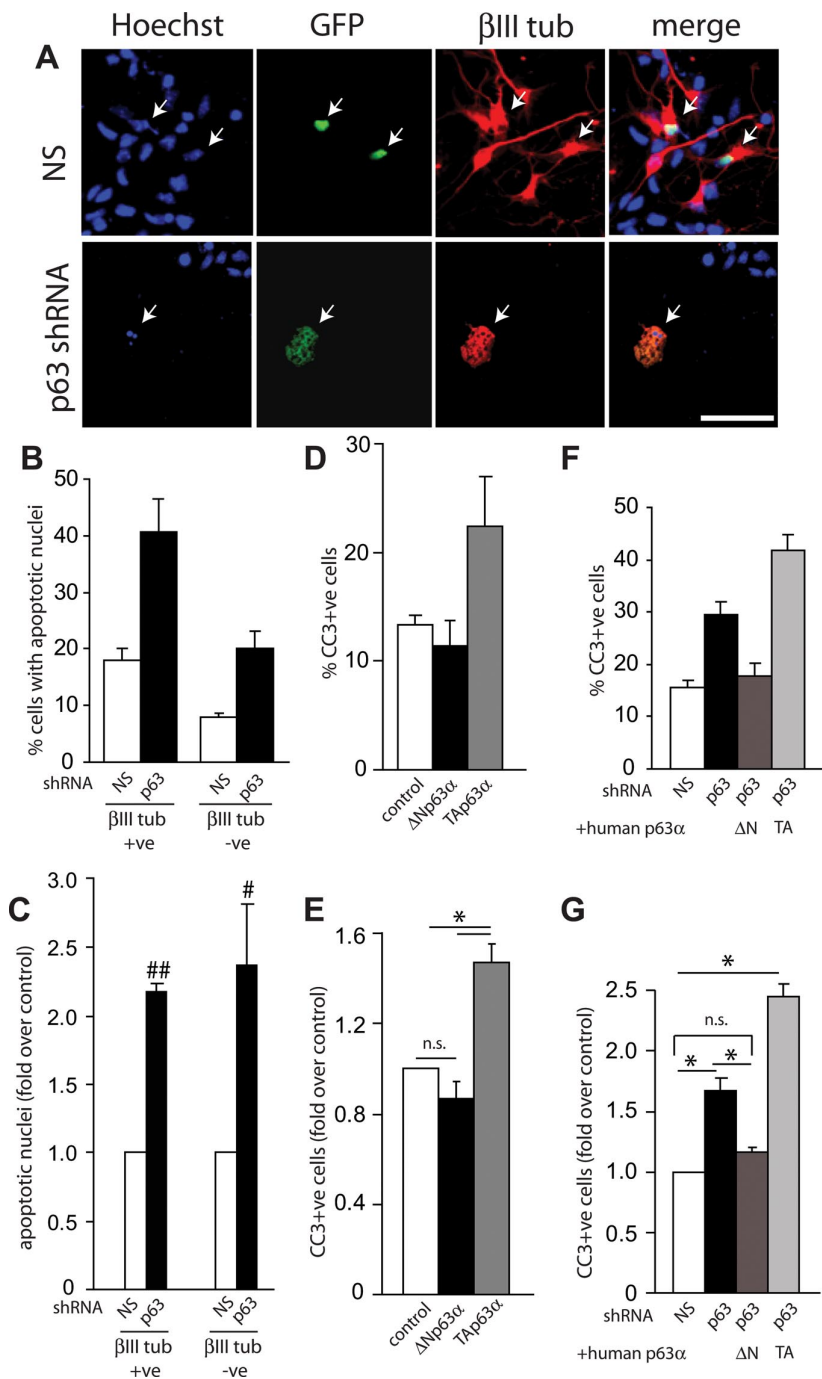 Hoechst GFP βIII tub merge
A
NS
p63 shRNA
B
% cells with apoptotic nuclei
50
40
30
20
10
0
shRNA NS p63 NS p63
βIII tub βIII tub
+ve -ve
D
% CC3+ve cells
30
20
10
0
control ΔNp63α TAp63α
F
% CC3+ve cells
50
40
30
20
10
0
shRNA NS p63 p63 p63
+human p63α ΔN TA
C
apoptotic nuclei (fold over control)
3.0
2.5
2.0
1.5
1.0
0.5
0
## #
shRNA NS p63 NS p63
βIII tub βIII tub
+ve -ve
E
CC3+ve cells (fold over control)
1.6
1.2
0.8
0.4
0
*
n.s.
control ΔNp63α TAp63α
G
CC3+ve cells (fold over control)
2.5
2.0
1.5
1.0
0.5
0
*
n.s.
* *
shRNA NS p63 p63 p63
+human p63α ΔN TA